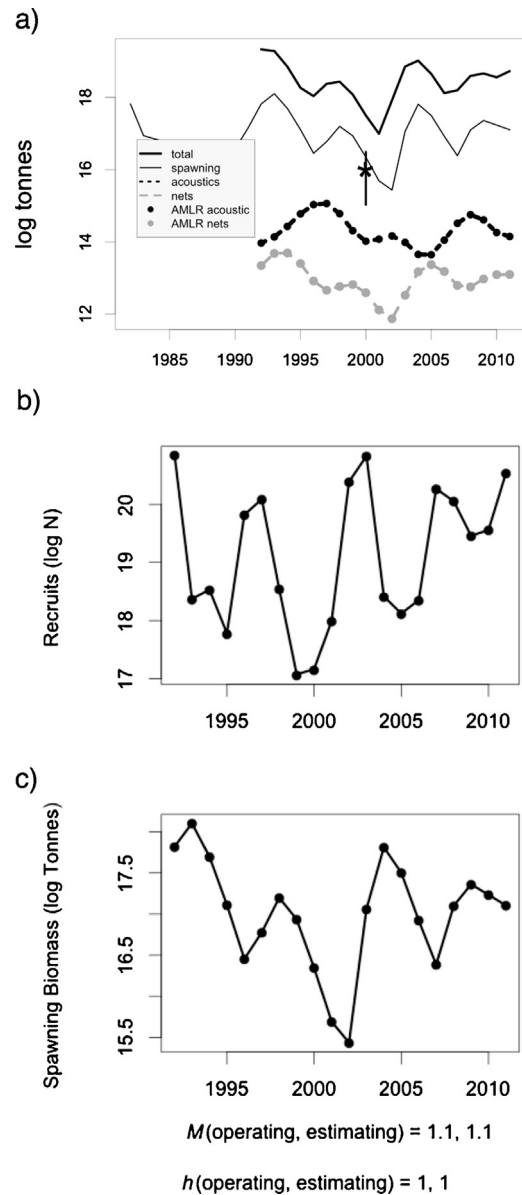 a)
log tonnes
18
16
14
12
total
spawning
acoustics
nets
AMLR acoustic
AMLR nets
*
1985 1990 1995 2000 2005 2010
b)
Recruits (log N)
20
19
18
17
1995 2000 2005 2010
c)
Spawning Biomass (log Tonnes)
17.5
16.5
15.5
1995 2000 2005 2010
M(operating, estimating) = 1.1, 1.1
h(operating, estimating) = 1, 1